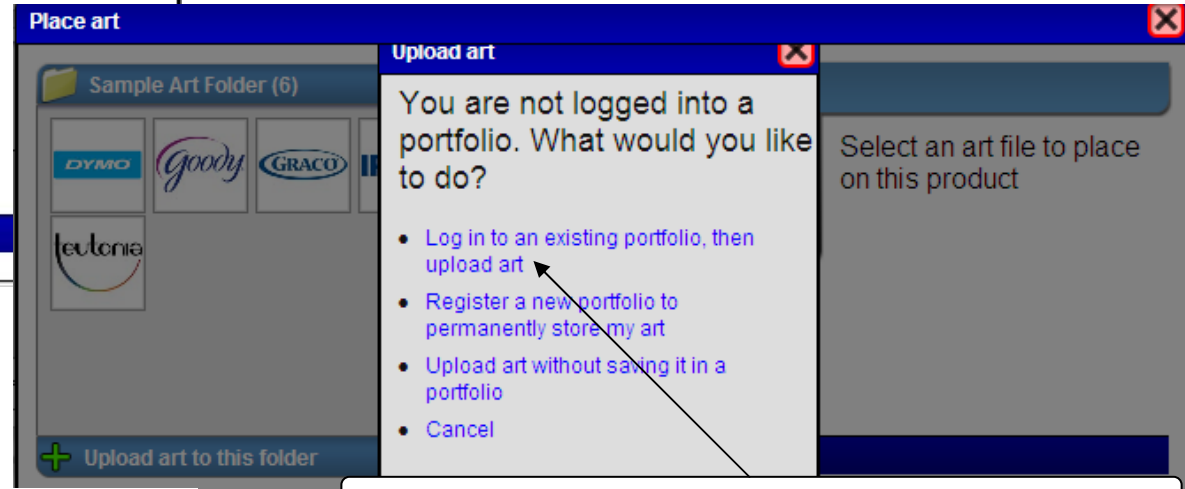 Place art
Upload art
Sample Art Folder (6)
You are not logged into a
portfolio. What would you like
to do?
DYMO
Goody
GRACO
teutonia
Select an art file to place
on this product
Log in to an existing portfolio, then
upload art
Register a new portfolio to
permanently store my art
Upload art without saving it in a
portfolio
Cancel
Upload art to this folder